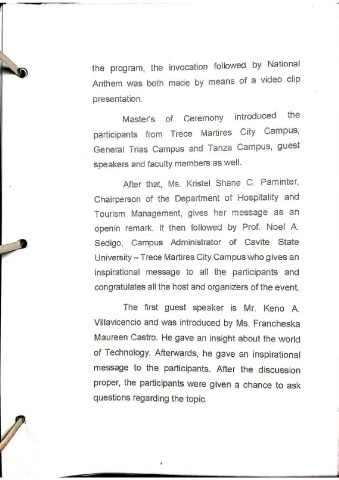 the program, the invocation followed by National
Anthem was both made by means of a video clip
presentation.
Master's of Ceremony introduced the
participants from Trece Martires City Campus,
General Trias Campus and Tanza Campus, guest
speakers and faculty members as well.
After that, Ms. Kristel Shane C. Paminter,
Chairperson of the Department of Hospitality and
Tourism Management, gives her message as an
openin remark. It then followed by Prof. Noel A.
Sedigo, Campus Administrator of Cavite State
University – Trece Martires City Campus who gives an
inspirational message to all the participants and
congratulates all the host and organizers of the event.
The first guest speaker is Mr. Keno A.
Villavicencio and was introduced by Ms. Francheska
Maureen Castro. He gave an insight about the world
of Technology. Afterwards, he gave an inspirational
message to the participants. After the discussion
proper, the participants were given a chance to ask
questions regarding the topic.